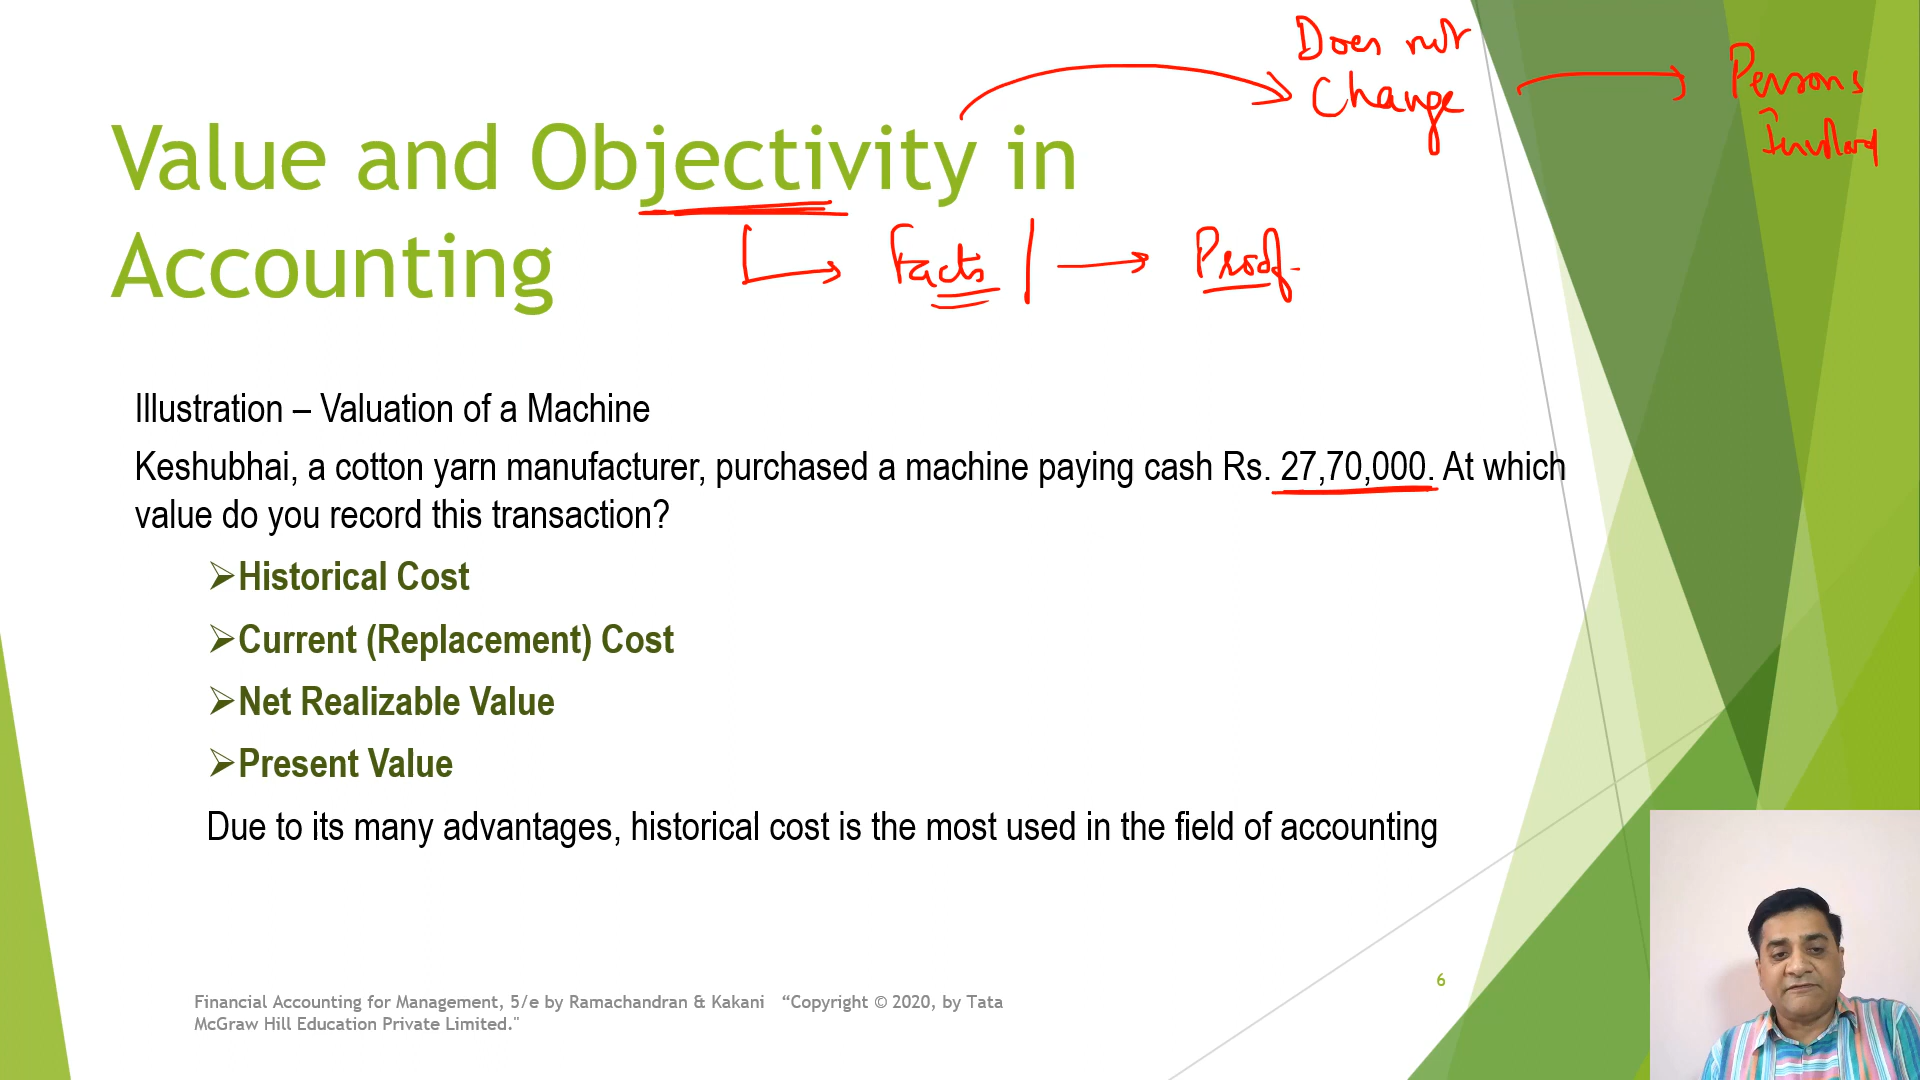 Does not
Change
Persons
Involved
Value and Objectivity in
Accounting
Facts
Proof
Illustration – Valuation of a Machine
Keshubhai, a cotton yarn manufacturer, purchased a machine paying cash Rs. 27,70,000. At which
value do you record this transaction?
➢Historical Cost
➢Current (Replacement) Cost
➢Net Realizable Value
➢Present Value
Due to its many advantages, historical cost is the most used in the field of accounting
6
Financial Accounting for Management, 5/e by Ramachandran & Kakani “Copyright © 2020, by Tata
McGraw Hill Education Private Limited."